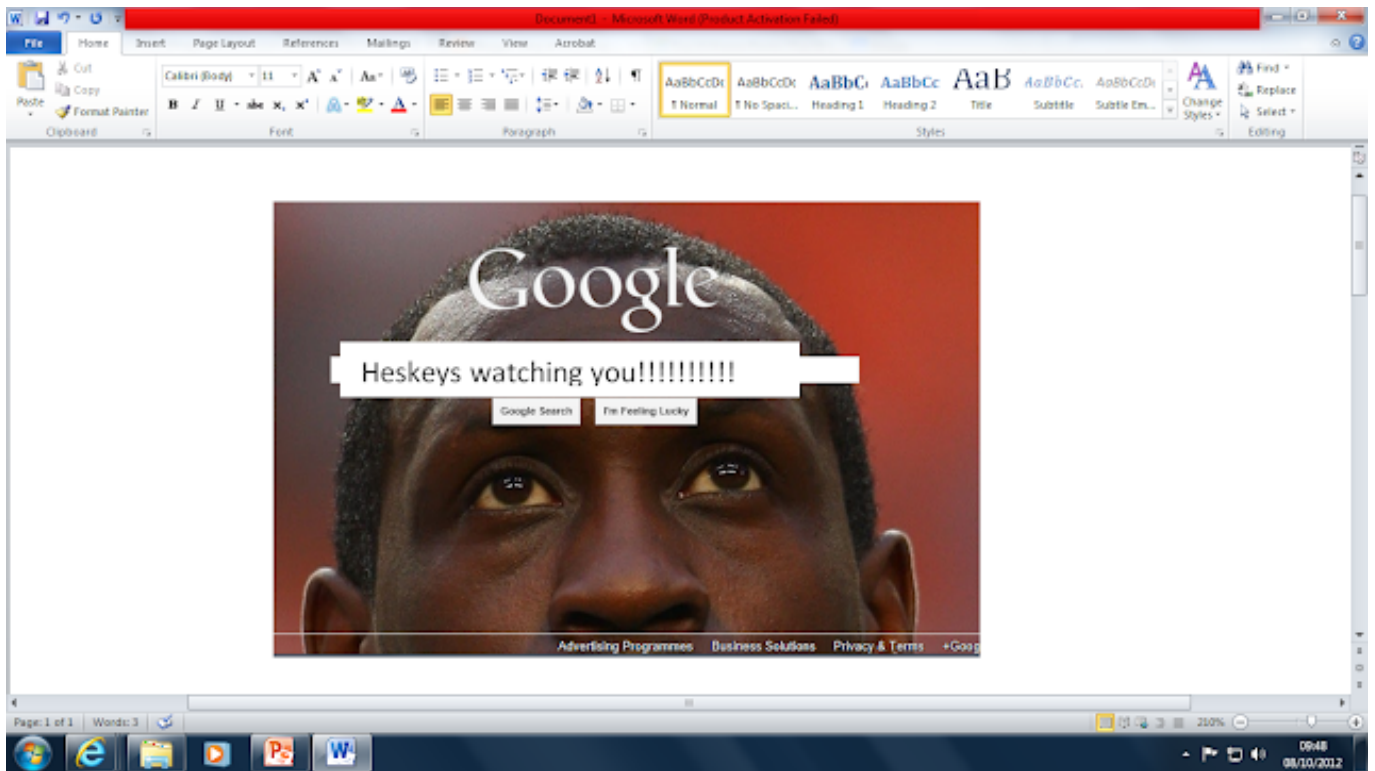 Document1 - Microsoft Word (Product Activation Failed)
File Home Insert Page Layout References Mailings Review View Acrobat
Paste
Cut
Copy
Format Painter
Clipboard
Calibri (Body) 11
Font
Paragraph
AaBbCcDc AaBbCcDc AaBbC AaBbCc AaB AaBbCc. AaBbCcDc
¶ Normal ¶ No Spaci... Heading 1 Heading 2 Title Subtitle Subtle Em...
Styles
Change
Styles
Find
Replace
Select
Editing
Google
Heskeys watching you!!!!!!!!!!
Google Search I'm Feeling Lucky
Advertising Programmes Business Solutions Privacy & Terms +Goog
Page: 1 of 1 Words: 3 210%
09:48
08/10/2012